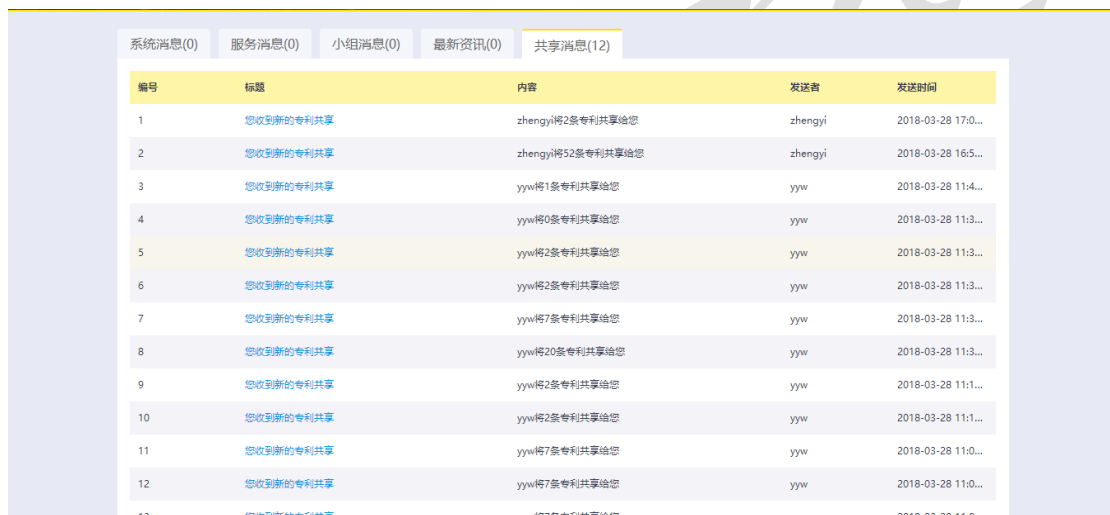 系统消息(0) 服务消息(0) 小组消息(0) 最新资讯(0) 共享消息(12)
编号 标题 内容 发送者 发送时间
1 您收到新的专利共享 zhengyi将2条专利共享给您 zhengyi 2018-03-28 17:0...
2 您收到新的专利共享 zhengyi将52条专利共享给您 zhengyi 2018-03-28 16:5...
3 您收到新的专利共享 yyw将1条专利共享给您 yyw 2018-03-28 11:4...
4 您收到新的专利共享 yyw将0条专利共享给您 yyw 2018-03-28 11:3...
5 您收到新的专利共享 yyw将2条专利共享给您 yyw 2018-03-28 11:3...
6 您收到新的专利共享 yyw将2条专利共享给您 yyw 2018-03-28 11:3...
7 您收到新的专利共享 yyw将7条专利共享给您 yyw 2018-03-28 11:3...
8 您收到新的专利共享 yyw将20条专利共享给您 yyw 2018-03-28 11:3...
9 您收到新的专利共享 yyw将2条专利共享给您 yyw 2018-03-28 11:1...
10 您收到新的专利共享 yyw将2条专利共享给您 yyw 2018-03-28 11:1...
11 您收到新的专利共享 yyw将7条专利共享给您 yyw 2018-03-28 11:0...
12 您收到新的专利共享 yyw将7条专利共享给您 yyw 2018-03-28 11:0...